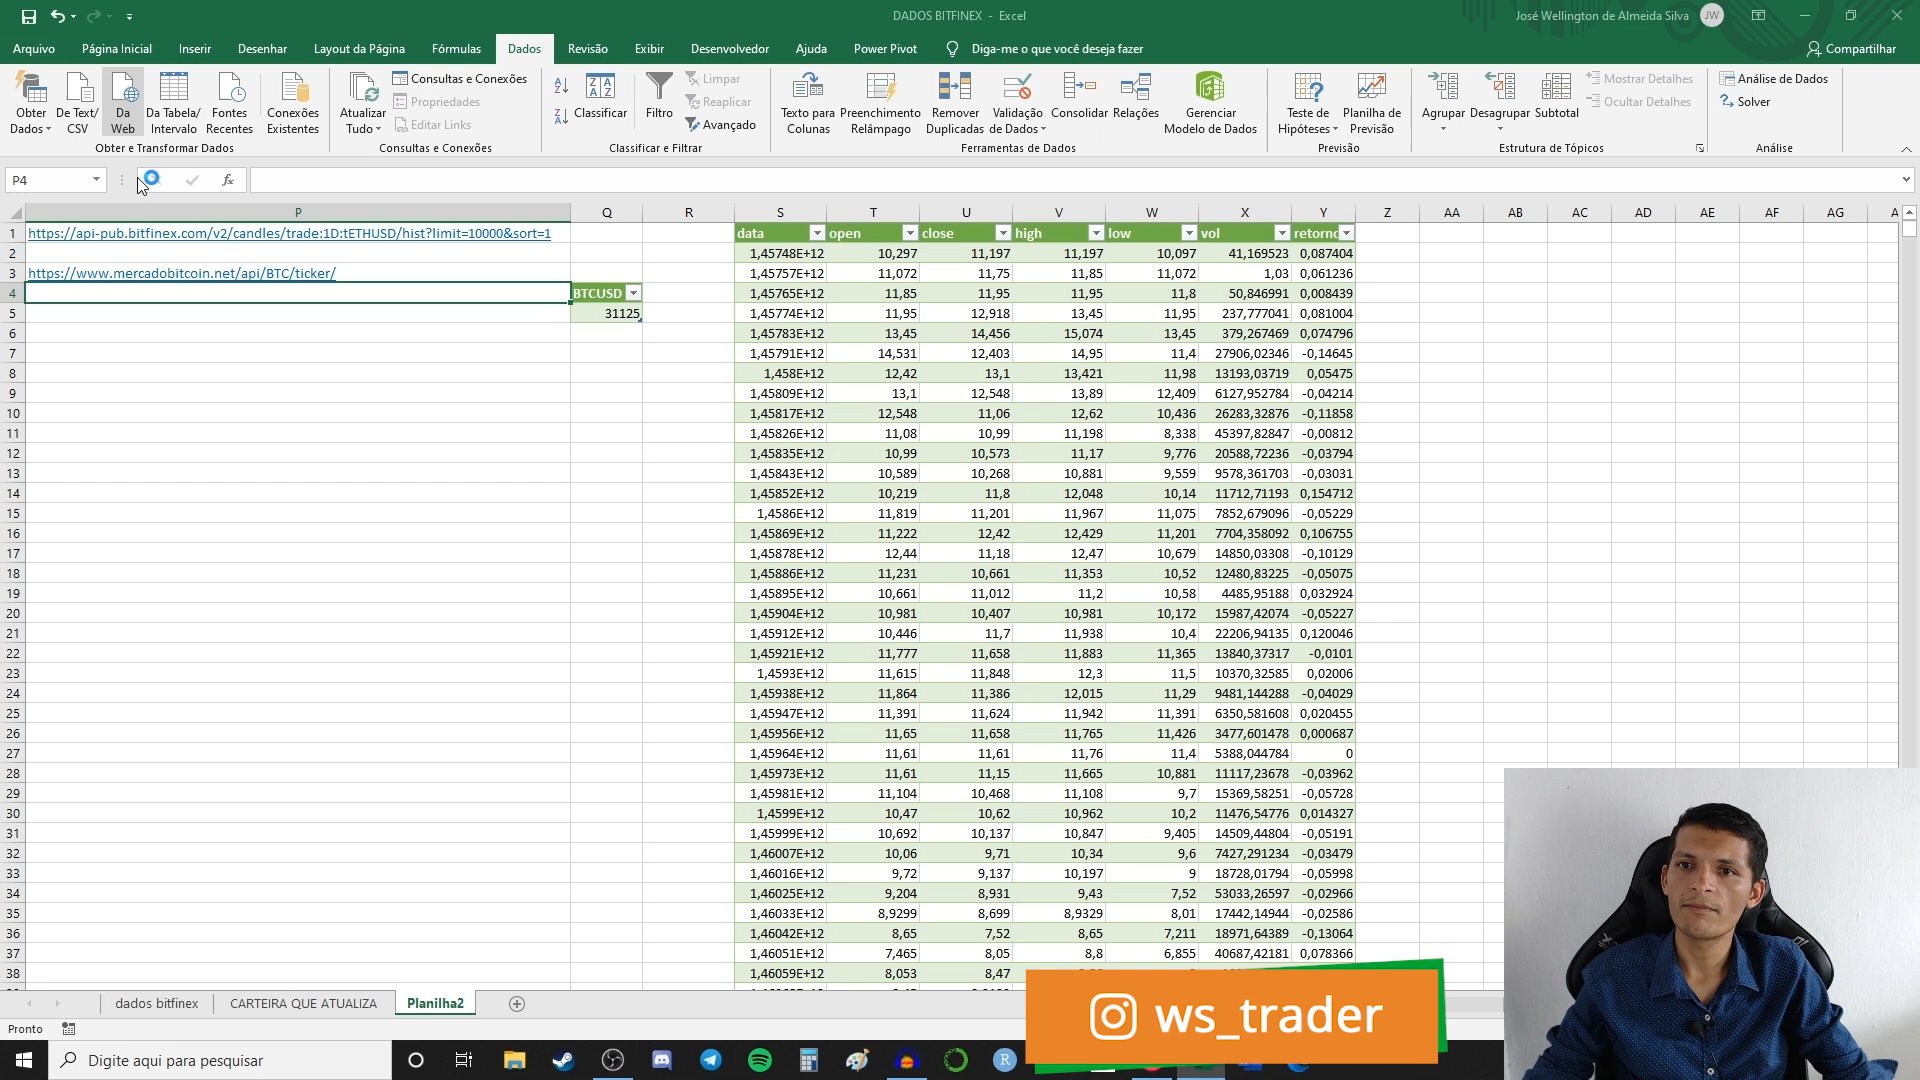 DADOS BITFINEX - Excel
José Wellington de Almeida Silva JW
Arquivo Página Inicial Inserir Desenhar Layout da Página Fórmulas Dados Revisão Exibir Desenvolvedor Ajuda Power Pivot Diga-me o que você deseja fazer Compartilhar
Obter Dados De Text/ CSV Da Web Da Tabela/ Intervalo Fontes Recentes Conexões Existentes
Obter e Transformar Dados
Atualizar Tudo Consultas e Conexões Propriedades Editar Links
Consultas e Conexões
Classificar Filtro Limpar Reaplicar Avançado
Classificar e Filtrar
Texto para Colunas Preenchimento Relâmpago Remover Duplicadas Validação de Dados Consolidar Relações Gerenciar Modelo de Dados
Ferramentas de Dados
Teste de Hipóteses Planilha de Previsão
Previsão
Agrupar Desagrupar Subtotal Mostrar Detalhes Ocultar Detalhes
Estrutura de Tópicos
Análise de Dados Solver
Análise
P4 fx
P Q R S T U V W X Y Z AA AB AC AD AE AF AG
1 https://api-pub.bitfinex.com/v2/candles/trade:1D:tETHUSD/hist?limit=10000&sort=1 data open close high low vol retorno
2 1,45748E+12 10,297 11,197 11,197 10,097 41,169523 0,087404
3 https://www.mercadobitcoin.net/api/BTC/ticker/ 1,45757E+12 11,072 11,75 11,85 11,072 1,03 0,061236
4 BTCUSD 1,45765E+12 11,85 11,95 11,95 11,8 50,846991 0,008439
5 31125 1,45774E+12 11,95 12,918 13,45 11,95 237,777041 0,081004
6 1,45783E+12 13,45 14,456 15,074 13,45 379,267469 0,074796
7 1,45791E+12 14,531 12,403 14,95 11,4 27906,02346 -0,14645
8 1,458E+12 12,42 13,1 13,421 11,98 13193,03719 0,05475
9 1,45809E+12 13,1 12,548 13,89 12,409 6127,952784 -0,04214
10 1,45817E+12 12,548 11,06 12,62 10,436 26283,32876 -0,11858
11 1,45826E+12 11,08 10,99 11,198 8,338 45397,82847 -0,00812
12 1,45835E+12 10,99 10,573 11,17 9,776 20588,72236 -0,03794
13 1,45843E+12 10,589 10,268 10,881 9,559 9578,361703 -0,03031
14 1,45852E+12 10,219 11,8 12,048 10,14 11712,71193 0,154712
15 1,4586E+12 11,819 11,201 11,967 11,075 7852,679096 -0,05229
16 1,45869E+12 11,222 12,42 12,429 11,201 7704,358092 0,106755
17 1,45878E+12 12,44 11,18 12,47 10,679 14850,03308 -0,10129
18 1,45886E+12 11,231 10,661 11,353 10,52 12480,83225 -0,05075
19 1,45895E+12 10,661 11,012 11,2 10,58 4485,95188 0,032924
20 1,45904E+12 10,981 10,407 10,981 10,172 15987,42074 -0,05227
21 1,45912E+12 10,446 11,7 11,938 10,4 22206,94135 0,120046
22 1,45921E+12 11,777 11,658 11,883 11,365 13840,37317 -0,0101
23 1,4593E+12 11,615 11,848 12,3 11,5 10370,32585 0,02006
24 1,45938E+12 11,864 11,386 12,015 11,29 9481,144288 -0,04029
25 1,45947E+12 11,391 11,624 11,942 11,391 6350,581608 0,020455
26 1,45956E+12 11,65 11,658 11,765 11,426 3477,601478 0,000687
27 1,45964E+12 11,61 11,61 11,76 11,4 5388,044784 0
28 1,45973E+12 11,61 11,15 11,665 10,881 11117,23678 -0,03962
29 1,45981E+12 11,104 10,468 11,108 9,7 15369,58251 -0,05728
30 1,4599E+12 10,47 10,62 10,962 10,2 11476,54776 0,014327
31 1,45999E+12 10,692 10,137 10,847 9,405 14509,44804 -0,05191
32 1,46007E+12 10,06 9,71 10,34 9,6 7427,291234 -0,03479
33 1,46016E+12 9,72 9,137 10,197 9 18728,01794 -0,05998
34 1,46025E+12 9,204 8,931 9,43 7,52 53033,26597 -0,02966
35 1,46033E+12 8,9299 8,699 8,9329 8,01 17442,14944 -0,02586
36 1,46042E+12 8,65 7,52 8,65 7,211 18971,64389 -0,13064
37 1,46051E+12 7,465 8,05 8,8 6,855 40687,42181 0,078366
38 1,46059E+12 8,053 8,47
dados bitfinex CARTEIRA QUE ATUALIZA Planilha2
Pronto
ws_trader
Digite aqui para pesquisar